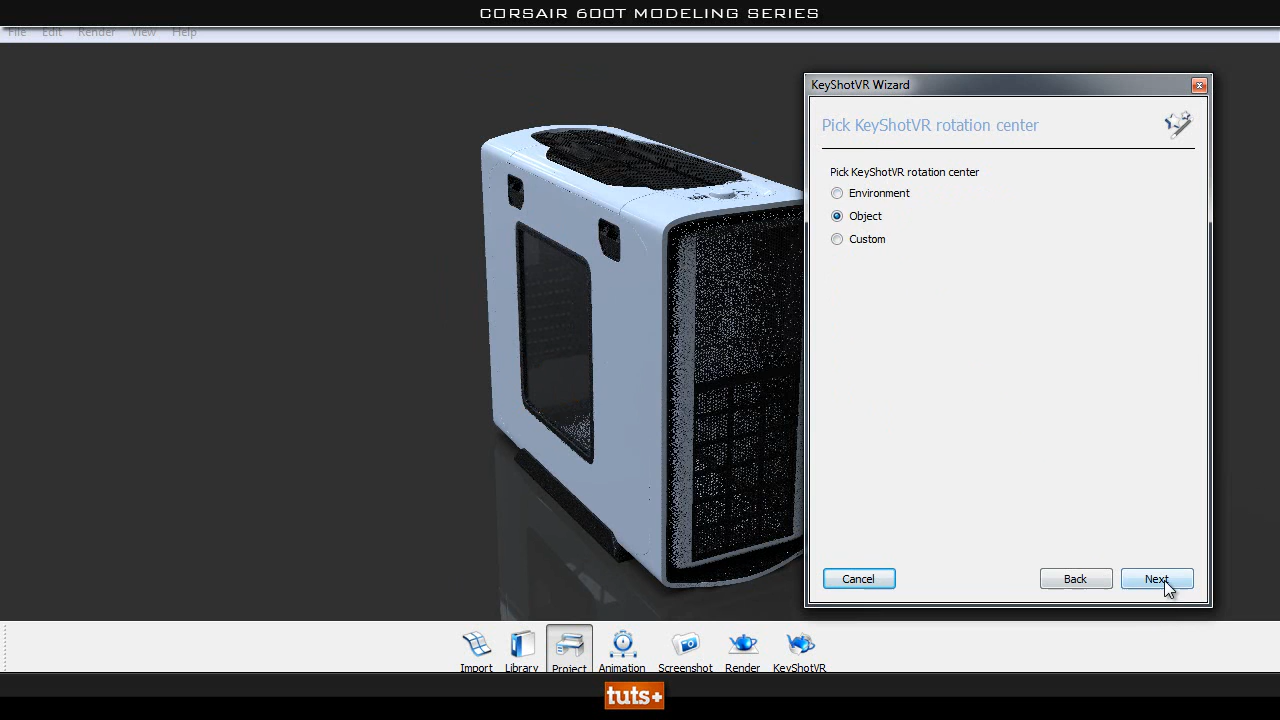 CORSAIR 600T MODELING SERIES
File Edit Render View Help
KeyShotVR Wizard
Pick KeyShotVR rotation center
Pick KeyShotVR rotation center
Environment
Object
Custom
Cancel Back Next
Import Library Project Animation Screenshot Render KeyShotVR
tuts+